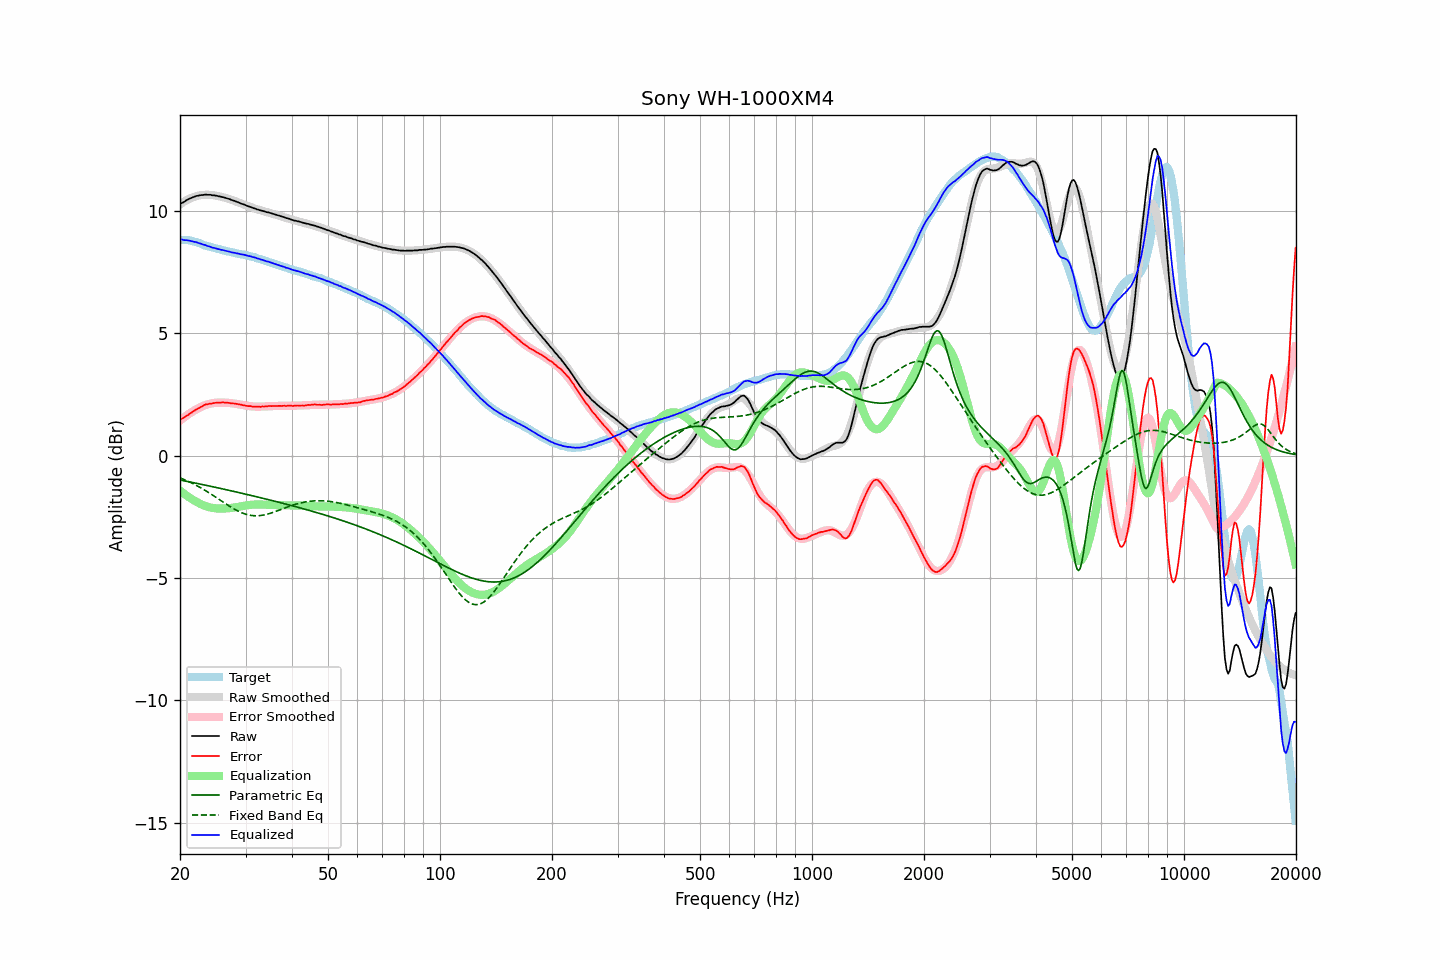 Sony WH-1000XM4
Amplitude (dBr)
10
5
0
−5
−10
−15
Target
Raw Smoothed
Error Smoothed
Raw
Error
Equalization
Parametric Eq
Fixed Band Eq
Equalized
20 50 100 200 500 1000 2000 5000 10000 20000
Frequency (Hz)